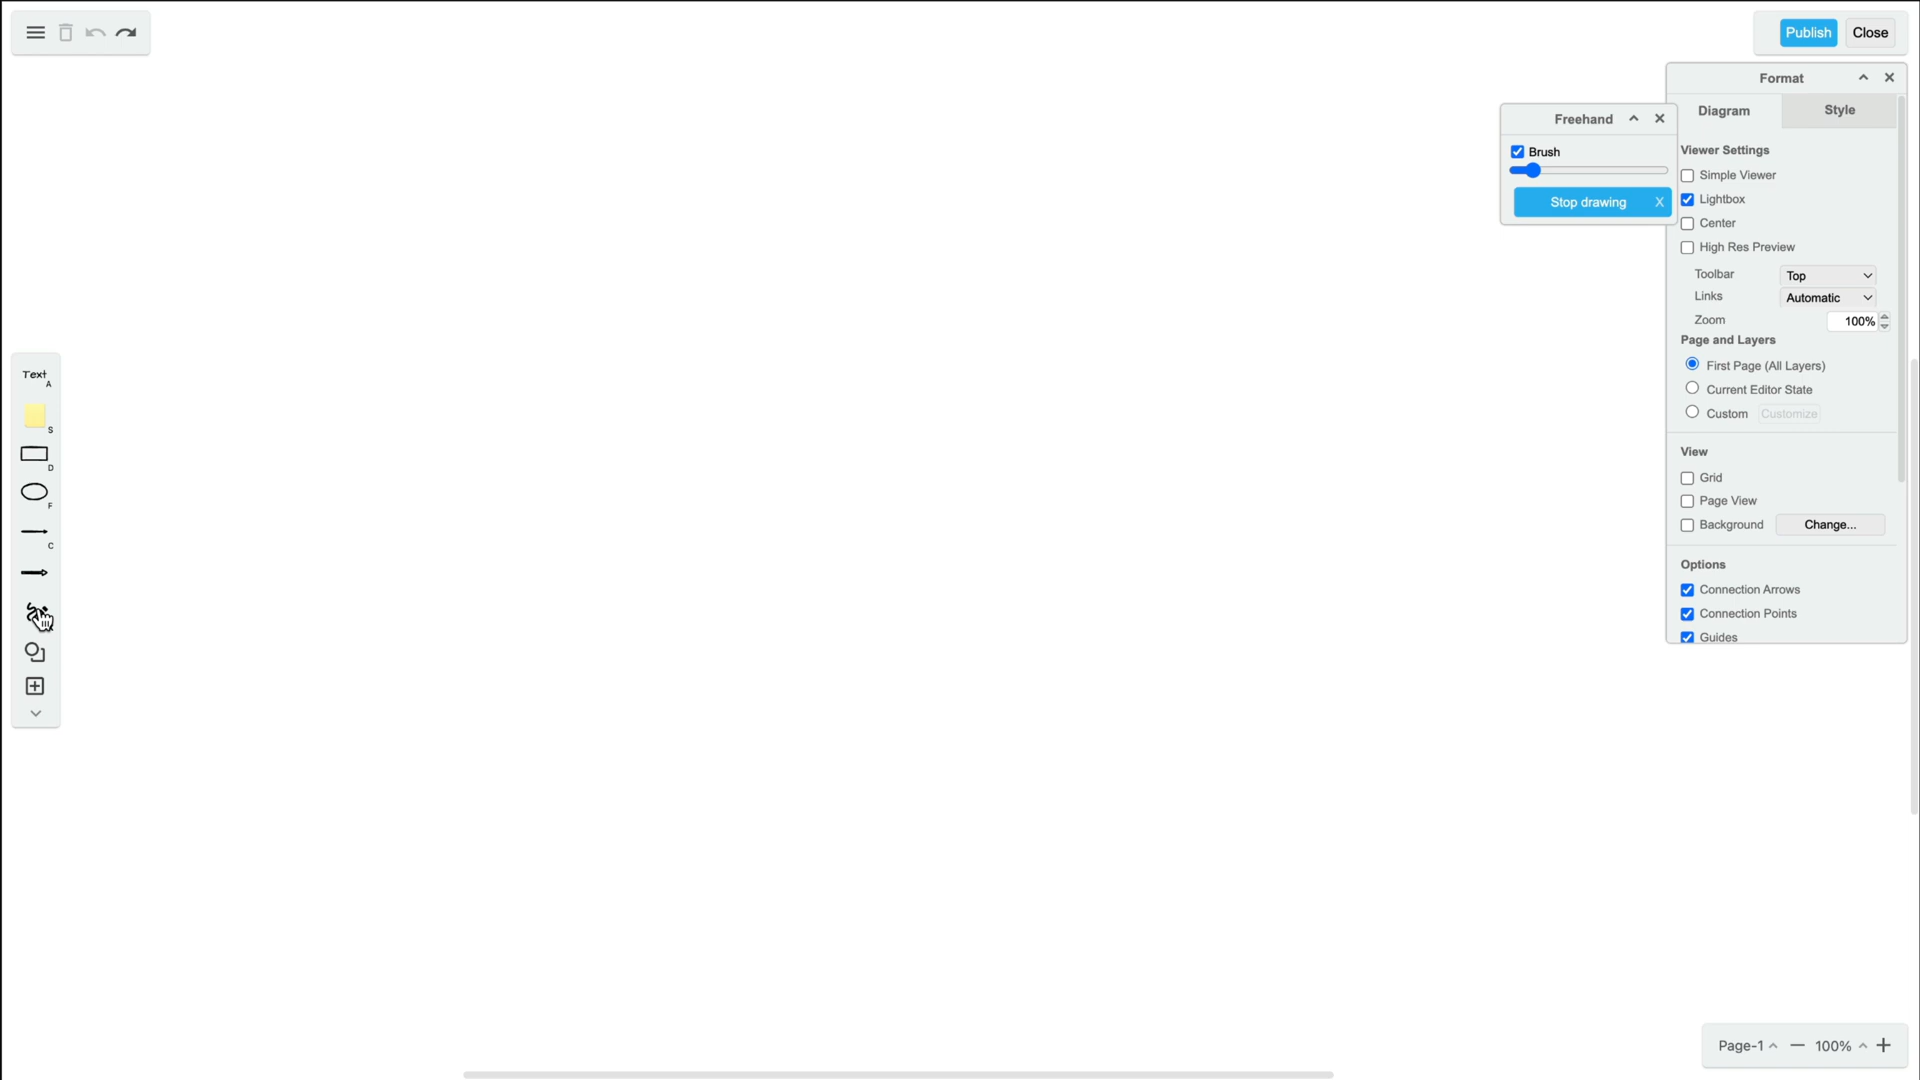 Publish
Close
Format
Diagram
Style
Freehand
Brush
Stop drawing X
Viewer Settings
Simple Viewer
Lightbox
Center
High Res Preview
Toolbar Top
Links Automatic
Zoom 100%
Page and Layers
First Page (All Layers)
Current Editor State
Custom Customize
View
Grid
Page View
Background Change...
Options
Connection Arrows
Connection Points
Guides
Text A
S
D
F
C
Page-1 100%